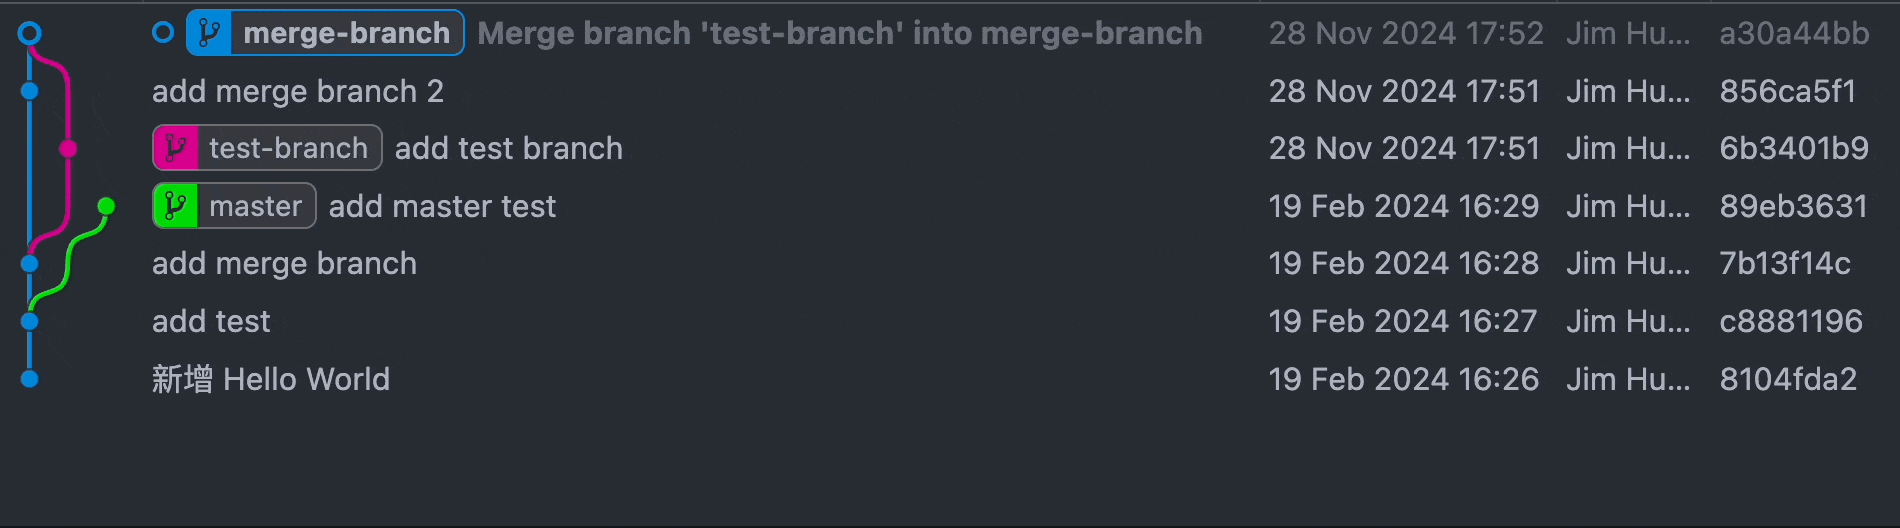 merge-branch Merge branch 'test-branch' into merge-branch 28 Nov 2024 17:52 Jim Hu... a30a44bb
add merge branch 2 28 Nov 2024 17:51 Jim Hu... 856ca5f1
test-branch add test branch 28 Nov 2024 17:51 Jim Hu... 6b3401b9
master add master test 19 Feb 2024 16:29 Jim Hu... 89eb3631
add merge branch 19 Feb 2024 16:28 Jim Hu... 7b13f14c
add test 19 Feb 2024 16:27 Jim Hu... c8881196
新增 Hello World 19 Feb 2024 16:26 Jim Hu... 8104fda2